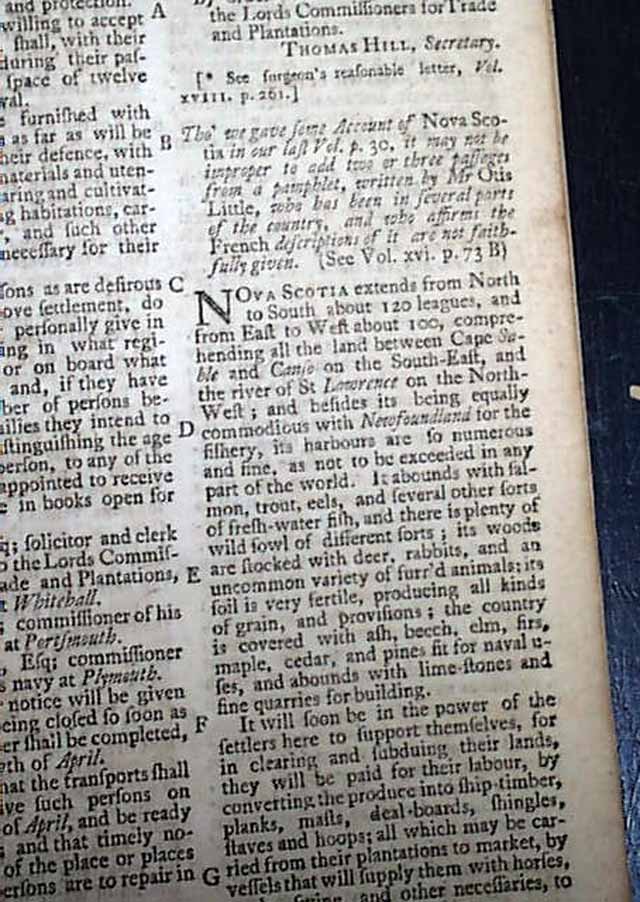 and protection.
willing to accept A
shall, with their
during their paſ-
ſpace of twelve
val.
furniſhed with
as far as will be
heir defence, with B
materials and uten-
aring and cultivat-
g habitations, car-
, and ſuch other
neceſſary for their
ſons as are deſirous C
ove ſettlement, do
perſonally give in
ing in what regi-
or on board what
and, if they have
ber of perſons be-
ilies they intend to D
ſtinguiſhing the age
perſon, to any of the
appointed to receive
e in books open for
q; ſolicitor and clerk
o the Lords Commiſ-
ade and Plantations, E
t Whitehall.
; commiſſioner of his
at Portſmouth.
, Eſq; commiſſioner
s navy at Plymouth.
notice will be given
being cloſed ſo ſoon as
er ſhall be completed, F
th of April.
hat the tranſports ſhall
ive ſuch perſons on
of April, and be ready
s and that timely no-
of the place or places
perſons are to repair in G
the Lords Commiſſioners for Trade
and Plantations.
THOMAS HILL, Secretary.
[* See ſurgeon's reaſonable letter, Vol.
XVIII. p. 261.]
Tho' we gave ſome Account of Nova Sco-
tia in our laſt Vol. p. 30, it may not be
improper to add two or three paſſages
from a pamphlet, written by Mr Otis
Little, who has been in ſeveral parts
of the country, and who affirms the
French deſcriptions of it are not faith-
fully given. (See Vol. xvi. p. 73 B)
NOVA SCOTIA extends from North
to South about 120 leagues, and
from Eaſt to Weſt about 100, compre-
hending all the land between Cape Sa-
ble and Canſo on the South-Eaſt, and
the river of St Lawrence on the North-
Weſt; and beſides its being equally
commodious with Newfoundland for the
fiſhery, its harbours are ſo numerous
and fine, as not to be exceeded in any
part of the world. It abounds with ſal-
mon, trout, eels, and ſeveral other ſorts
of freſh-water fiſh, and there is plenty of
wild fowl of different ſorts; its woods
are ſtocked with deer, rabbits, and an
uncommon variety of furr'd animals; its
ſoil is very fertile, producing all kinds
of grain, and proviſions; the country
is covered with aſh, beech, elm, firs,
maple, cedar, and pines fit for naval u-
ſes, and abounds with lime-ſtones and
fine quarries for building.
It will ſoon be in the power of the
ſettlers here to ſupport themſelves, for
in clearing and ſubduing their lands,
they will be paid for their labour, by
converting the produce into ſhip-timber,
planks, maſts, deal-boards, ſhingles,
ſtaves and hoops; all which may be car-
ried from their plantations to market, by
veſſels that will ſupply them with horſes,
ſwine, and other neceſſaries, to